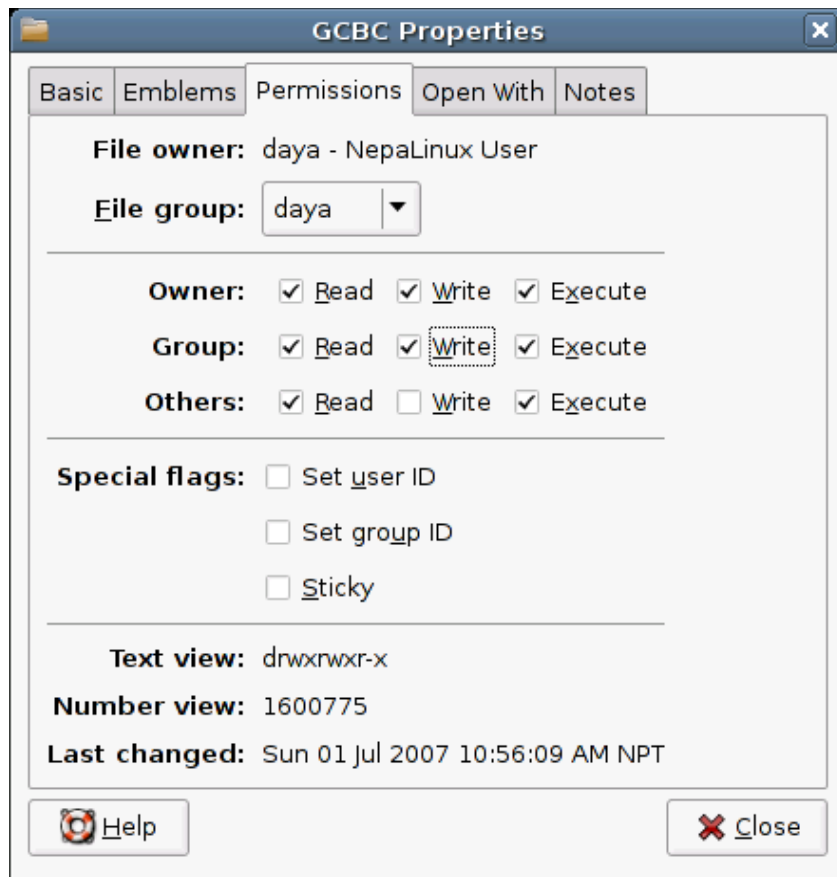 GCBC Properties
Basic Emblems Permissions Open With Notes
File owner: daya - NepaLinux User
File group: daya
Owner: Read Write Execute
Group: Read Write Execute
Others: Read Write Execute
Special flags: Set user ID
Set group ID
Sticky
Text view: drwxrwxr-x
Number view: 1600775
Last changed: Sun 01 Jul 2007 10:56:09 AM NPT
Help Close